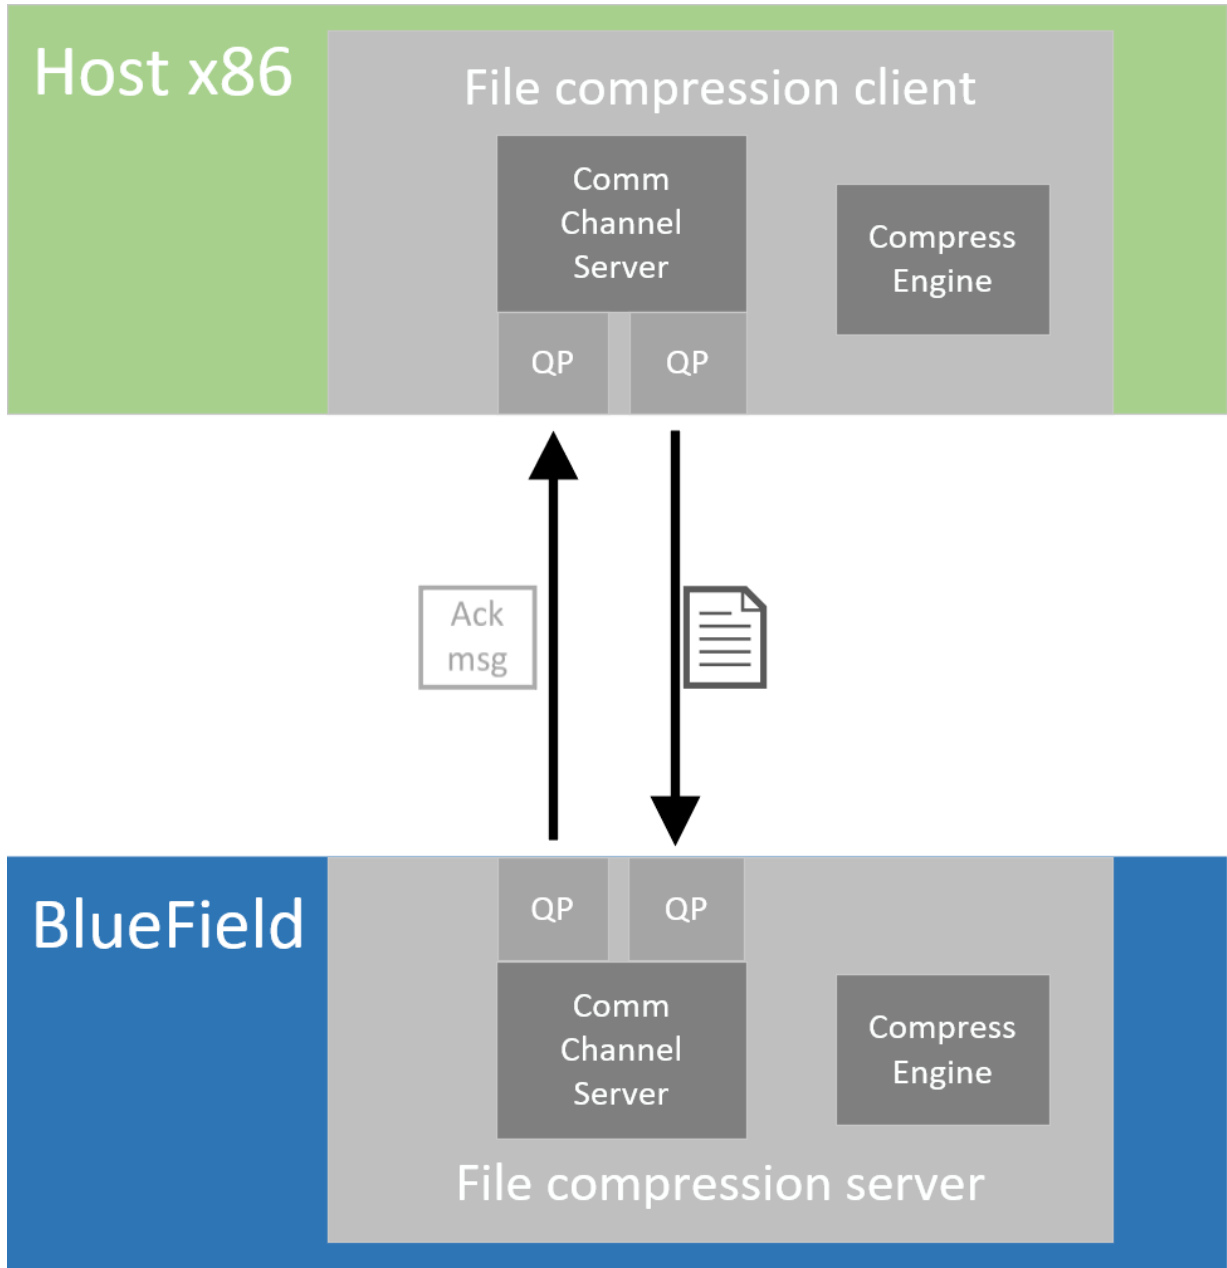 Host x86
File compression client
Comm
Channel
Server
Compress
Engine
QP
QP
Ack
msg
BlueField
QP
QP
Comm
Channel
Server
Compress
Engine
File compression server